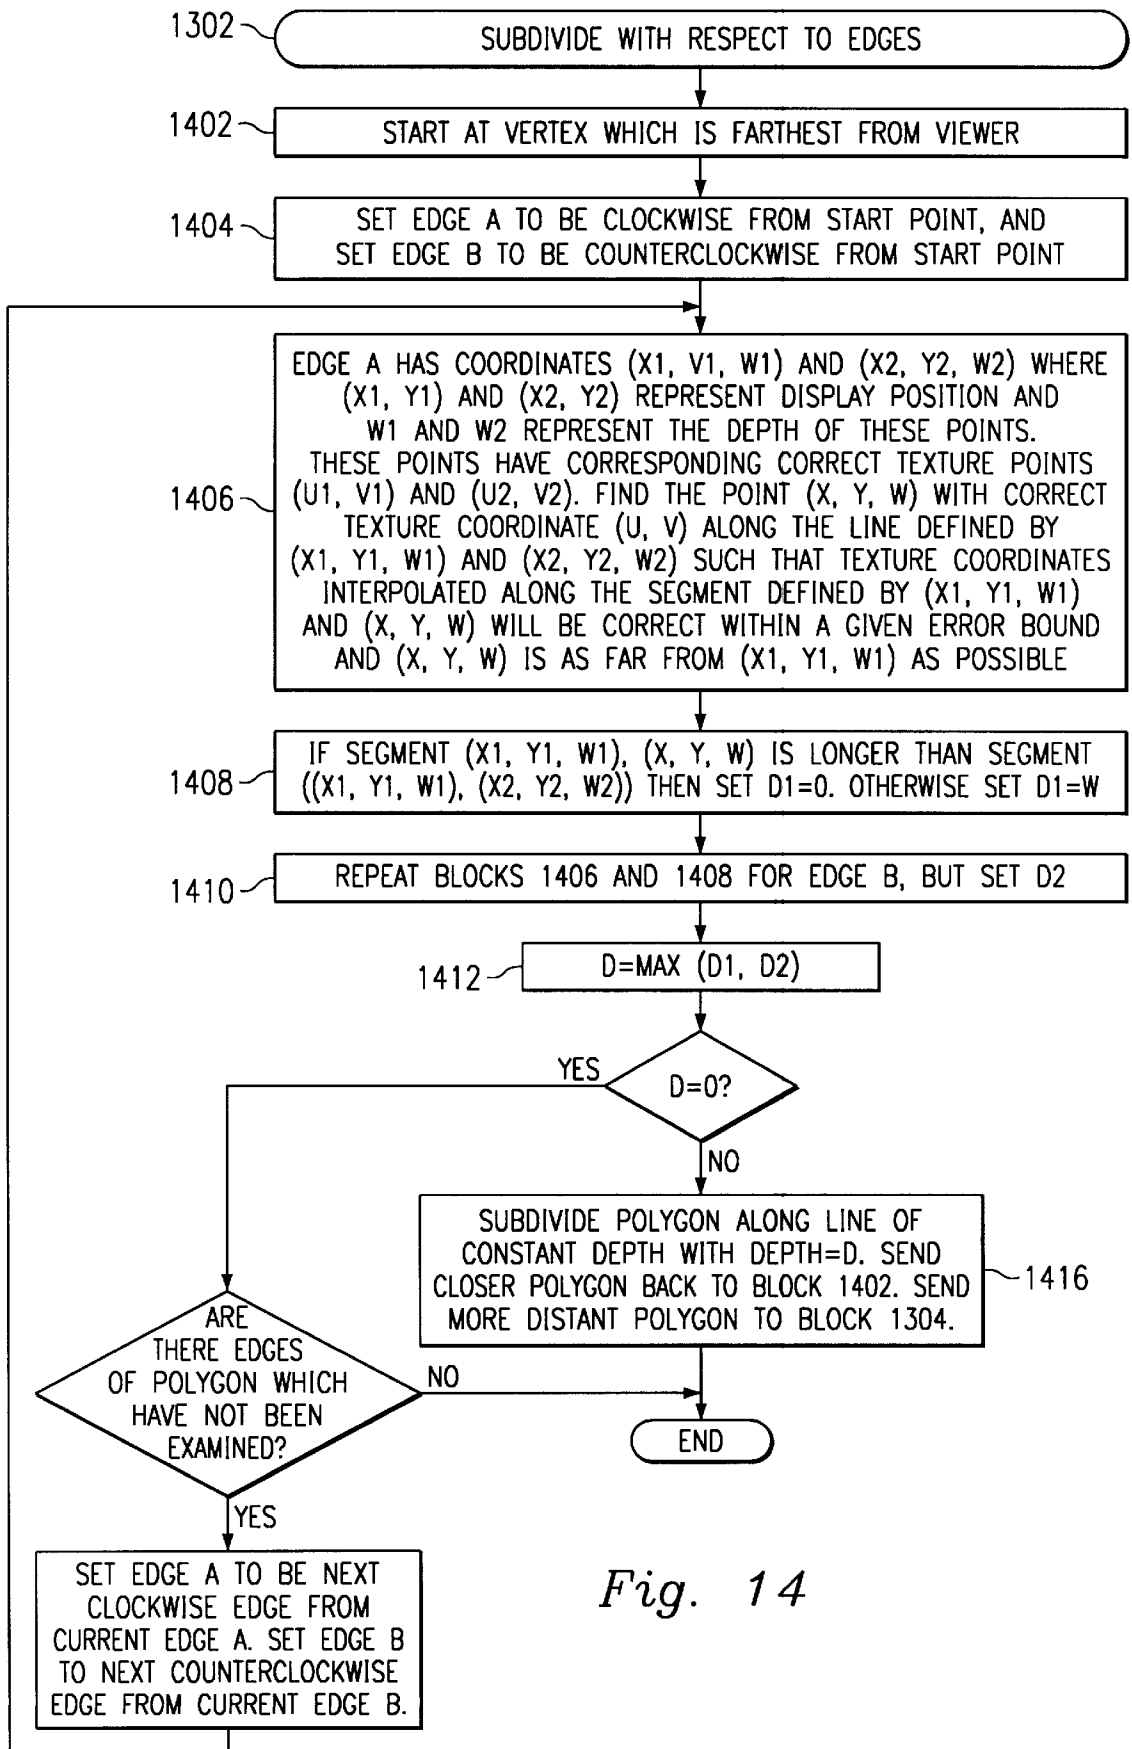 1302
SUBDIVIDE WITH RESPECT TO EDGES
1402
START AT VERTEX WHICH IS FARTHEST FROM VIEWER
1404
SET EDGE A TO BE CLOCKWISE FROM START POINT, AND
SET EDGE B TO BE COUNTERCLOCKWISE FROM START POINT
1406
EDGE A HAS COORDINATES (X1, V1, W1) AND (X2, Y2, W2) WHERE
(X1, Y1) AND (X2, Y2) REPRESENT DISPLAY POSITION AND
W1 AND W2 REPRESENT THE DEPTH OF THESE POINTS.
THESE POINTS HAVE CORRESPONDING CORRECT TEXTURE POINTS
(U1, V1) AND (U2, V2). FIND THE POINT (X, Y, W) WITH CORRECT
TEXTURE COORDINATE (U, V) ALONG THE LINE DEFINED BY
(X1, Y1, W1) AND (X2, Y2, W2) SUCH THAT TEXTURE COORDINATES
INTERPOLATED ALONG THE SEGMENT DEFINED BY (X1, Y1, W1)
AND (X, Y, W) WILL BE CORRECT WITHIN A GIVEN ERROR BOUND
AND (X, Y, W) IS AS FAR FROM (X1, Y1, W1) AS POSSIBLE
1408
IF SEGMENT (X1, Y1, W1), (X, Y, W) IS LONGER THAN SEGMENT
((X1, Y1, W1), (X2, Y2, W2)) THEN SET D1=0. OTHERWISE SET D1=W
1410
REPEAT BLOCKS 1406 AND 1408 FOR EDGE B, BUT SET D2
1412
D=MAX (D1, D2)
D=0?
YES
NO
SUBDIVIDE POLYGON ALONG LINE OF
CONSTANT DEPTH WITH DEPTH=D. SEND
CLOSER POLYGON BACK TO BLOCK 1402. SEND
MORE DISTANT POLYGON TO BLOCK 1304.
1416
ARE
THERE EDGES
OF POLYGON WHICH
HAVE NOT BEEN
EXAMINED?
NO
END
YES
SET EDGE A TO BE NEXT
CLOCKWISE EDGE FROM
CURRENT EDGE A. SET EDGE B
TO NEXT COUNTERCLOCKWISE
EDGE FROM CURRENT EDGE B.
Fig. 14